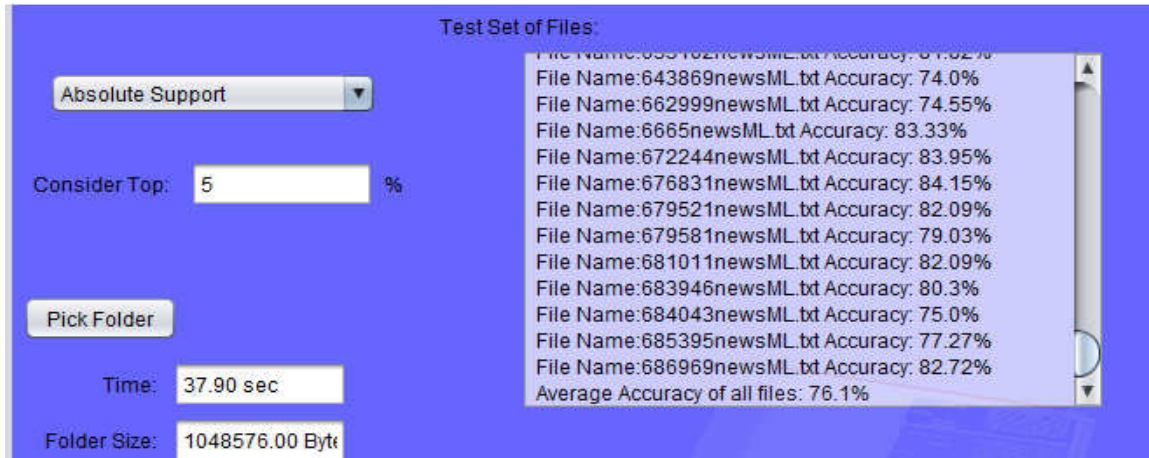 Test Set of Files:
Absolute Support
Consider Top: 5 %
Pick Folder
Time: 37.90 sec
Folder Size: 1048576.00 Byte
File Name:643869newsML.txt Accuracy: 74.0%
File Name:662999newsML.txt Accuracy: 74.55%
File Name:6665newsML.txt Accuracy: 83.33%
File Name:672244newsML.txt Accuracy: 83.95%
File Name:676831newsML.txt Accuracy: 84.15%
File Name:679521newsML.txt Accuracy: 82.09%
File Name:679581newsML.txt Accuracy: 79.03%
File Name:681011newsML.txt Accuracy: 82.09%
File Name:683946newsML.txt Accuracy: 80.3%
File Name:684043newsML.txt Accuracy: 75.0%
File Name:685395newsML.txt Accuracy: 77.27%
File Name:686969newsML.txt Accuracy: 82.72%
Average Accuracy of all files: 76.1%